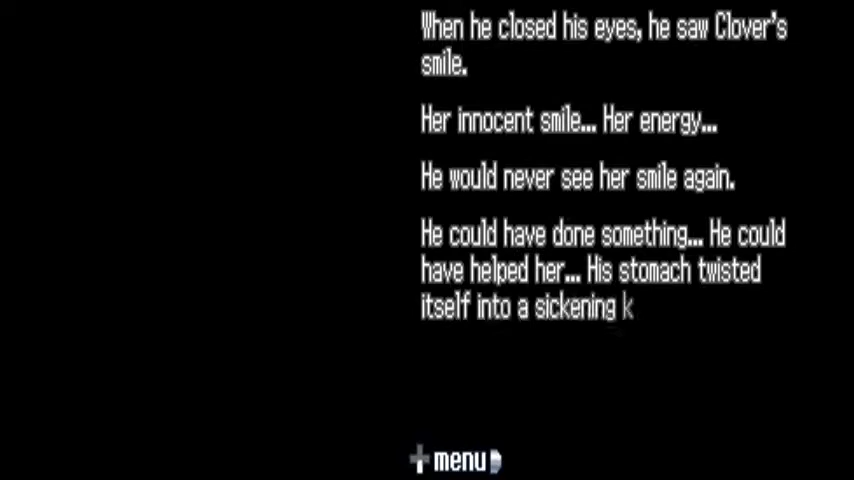 When he closed his eyes, he saw Clover's
smile.
Her innocent smile... Her energy...
He would never see her smile again.
He could have done something... He could
have helped her... His stomach twisted
itself into a sickening k
menu